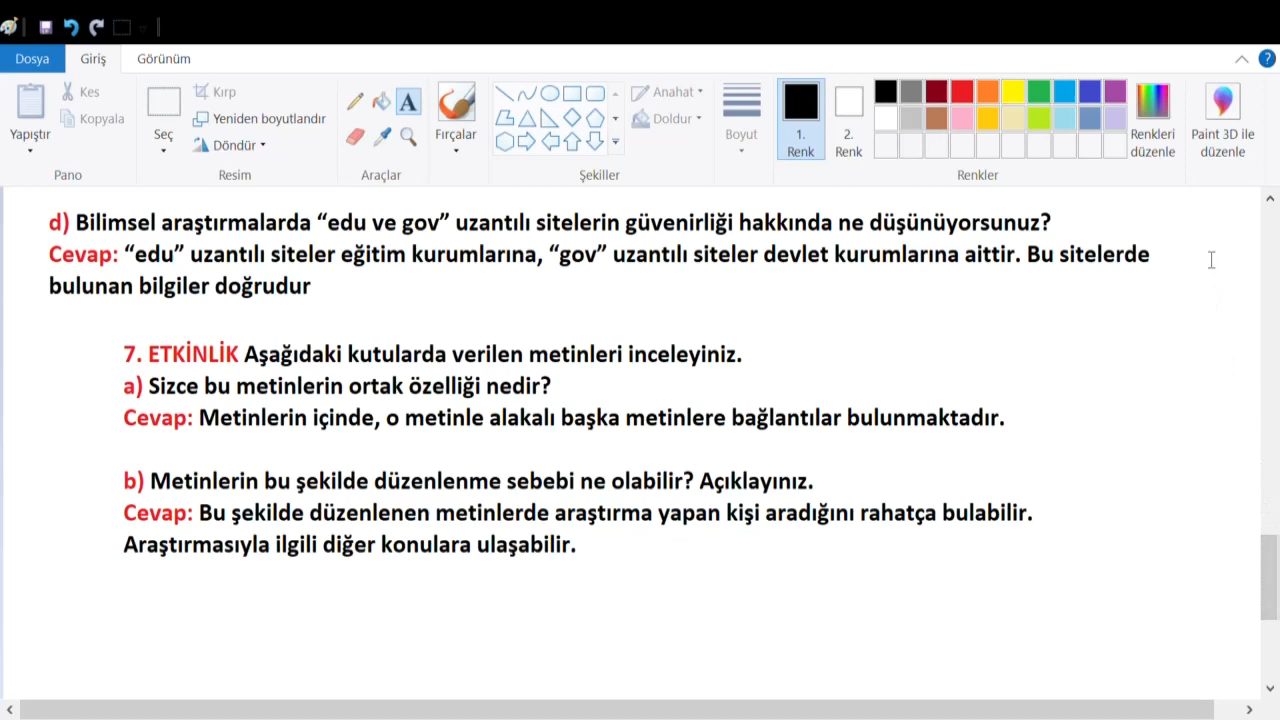 Dosya Giriş Görünüm
Yapıştır
Kes
Kopyala
Pano
Seç
Kırp
Yeniden boyutlandır
Döndür
Resim
A
Araçlar
Fırçalar
Şekiller
Anahat
Doldur
Boyut
1. Renk
2. Renk
Renkleri düzenle
Renkler
Paint 3D ile düzenle
?
d) Bilimsel araştırmalarda “edu ve gov” uzantılı sitelerin güvenirliği hakkında ne düşünüyorsunuz?
Cevap: “edu” uzantılı siteler eğitim kurumlarına, “gov” uzantılı siteler devlet kurumlarına aittir. Bu sitelerde
bulunan bilgiler doğrudur
7. ETKİNLİK Aşağıdaki kutularda verilen metinleri inceleyiniz.
a) Sizce bu metinlerin ortak özelliği nedir?
Cevap: Metinlerin içinde, o metinle alakalı başka metinlere bağlantılar bulunmaktadır.
b) Metinlerin bu şekilde düzenlenme sebebi ne olabilir? Açıklayınız.
Cevap: Bu şekilde düzenlenen metinlerde araştırma yapan kişi aradığını rahatça bulabilir.
Araştırmasıyla ilgili diğer konulara ulaşabilir.